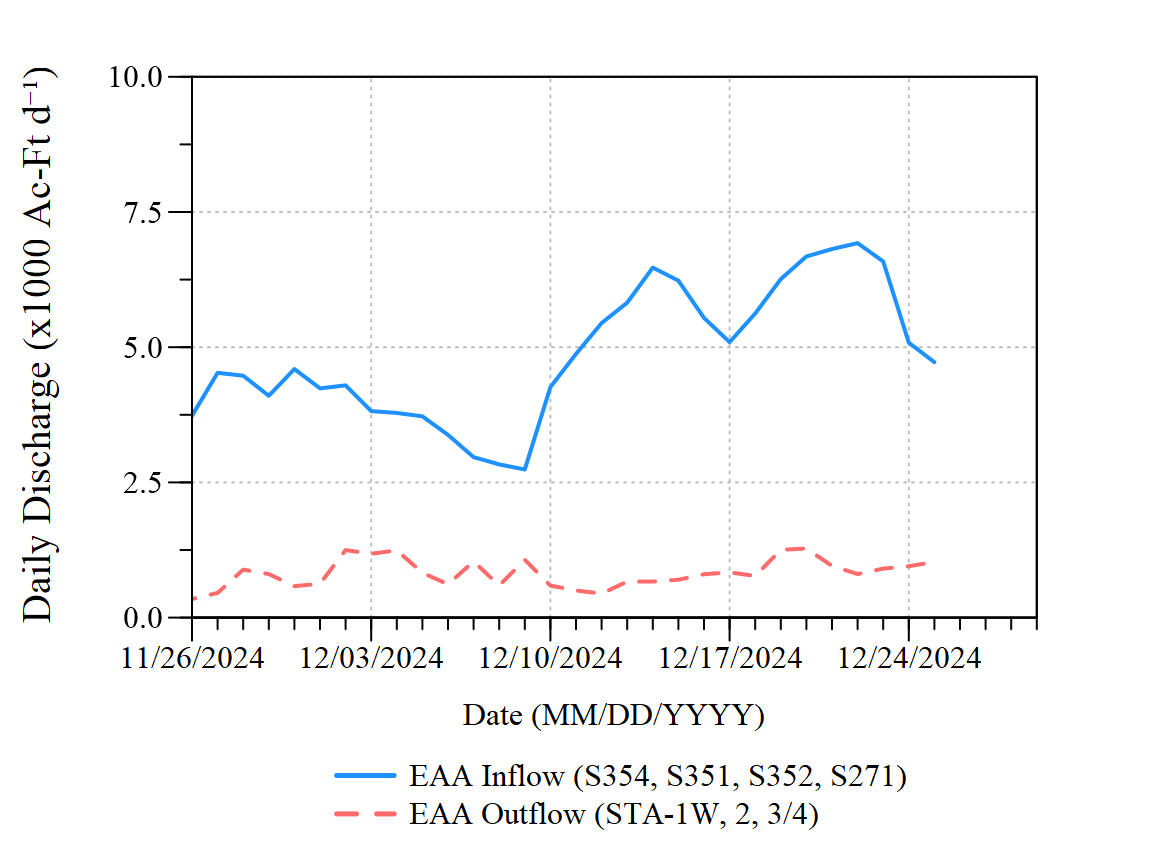 Daily Discharge (x1000 Ac-Ft d⁻¹)
10.0
7.5
5.0
2.5
0.0
11/26/2024 12/03/2024 12/10/2024 12/17/2024 12/24/2024
Date (MM/DD/YYYY)
EAA Inflow (S354, S351, S352, S271)
EAA Outflow (STA-1W, 2, 3/4)